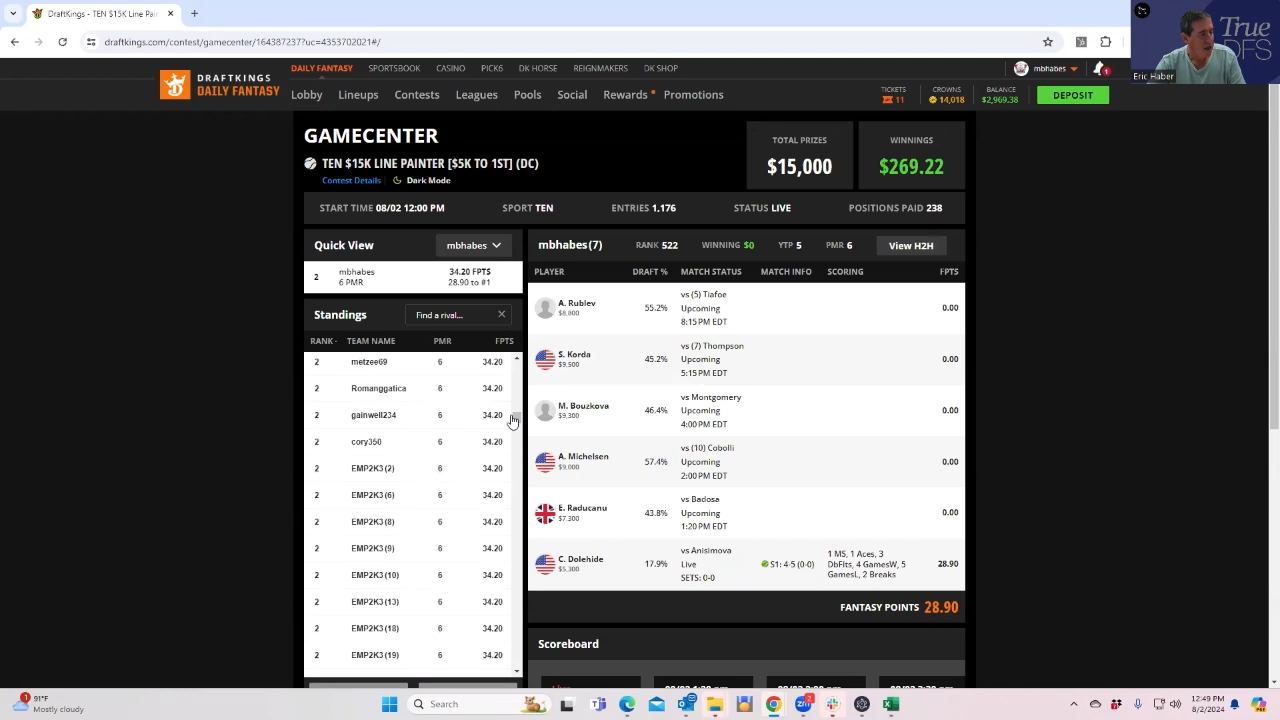 DraftKings - TEN $15K Line Pair
draftkings.com/contest/gamecenter/164387237?uc=4353702021#/
True
DFS
Eric Haber
DRAFTKINGS
DAILY FANTASY
DAILY FANTASY SPORTSBOOK CASINO PICK6 DK HORSE REIGNMAKERS DK SHOP
mbhabes 1
Lobby Lineups Contests Leagues Pools Social Rewards Promotions
TICKETS CROWNS BALANCE
11 14,018 $2,969.38
DEPOSIT
GAMECENTER
TEN $15K LINE PAINTER [$5K TO 1ST] (DC)
Contest Details Dark Mode
TOTAL PRIZES
$15,000
WINNINGS
$269.22
START TIME 08/02 12:00 PM SPORT TEN ENTRIES 1,176 STATUS LIVE POSITIONS PAID 238
Quick View mbhabes
2 mbhabes 34.20 FPTS
6 PMR 28.90 to #1
Standings Find a rival... ×
RANK TEAM NAME PMR FPTS
2 metzee69 6 34.20
2 Romanggatica 6 34.20
2 gainwell234 6 34.20
2 cory350 6 34.20
2 EMP2K3 (2) 6 34.20
2 EMP2K3 (6) 6 34.20
2 EMP2K3 (8) 6 34.20
2 EMP2K3 (9) 6 34.20
2 EMP2K3 (10) 6 34.20
2 EMP2K3 (13) 6 34.20
2 EMP2K3 (18) 6 34.20
2 EMP2K3 (19) 6 34.20
mbhabes (7) RANK 522 WINNING $0 YTP 5 PMR 6 View H2H
PLAYER DRAFT % MATCH STATUS MATCH INFO SCORING FPTS
A. Rublev
$8,800
55.2%
vs (5) Tiafoe
Upcoming
8:15 PM EDT
0.00
S. Korda
$9,500
45.2%
vs (7) Thompson
Upcoming
5:15 PM EDT
0.00
M. Bouzkova
$9,300
46.4%
vs Montgomery
Upcoming
4:00 PM EDT
0.00
A. Michelsen
$9,000
57.4%
vs (10) Cobolli
Upcoming
2:00 PM EDT
0.00
E. Raducanu
$7,300
43.8%
vs Badosa
Upcoming
1:20 PM EDT
0.00
C. Dolehide
$5,300
17.9%
vs Anisimova
Live
SETS: 0-0
S1: 4-5 (0-0)
1 MS, 1 Aces, 3
DbFlts, 4 GamesW, 5
GamesL, 2 Breaks
28.90
FANTASY POINTS 28.90
Scoreboard
1 91°F
Mostly cloudy
Search
2
12:49 PM
8/2/2024